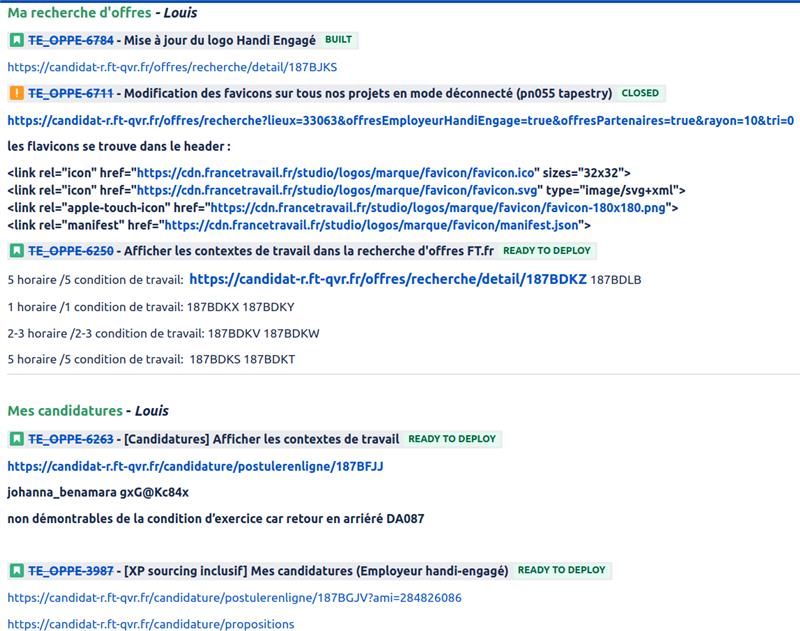 Ma recherche d'offres - Louis
TE_OPPE-6784 - Mise à jour du logo Handi Engagé BUILT
https://candidat-r.ft-qvr.fr/offres/recherche/detail/187BJKS
TE_OPPE-6711 - Modification des favicons sur tous nos projets en mode déconnecté (pn055 tapestry) CLOSED
https://candidat-r.ft-qvr.fr/offres/recherche?lieux=33063&offresEmployeurHandiEngage=true&offresPartenaires=true&rayon=10&tri=0
les flavicons se trouve dans le header :
<link rel="icon" href="https://cdn.francetravail.fr/studio/logos/marque/favicon/favicon.ico" sizes="32x32">
<link rel="icon" href="https://cdn.francetravail.fr/studio/logos/marque/favicon/favicon.svg" type="image/svg+xml">
<link rel="apple-touch-icon" href="https://cdn.francetravail.fr/studio/logos/marque/favicon/favicon-180x180.png">
<link rel="manifest" href="https://cdn.francetravail.fr/studio/logos/marque/favicon/manifest.json">
TE_OPPE-6250 - Afficher les contextes de travail dans la recherche d'offres FT.fr READY TO DEPLOY
5 horaire /5 condition de travail: https://candidat-r.ft-qvr.fr/offres/recherche/detail/187BDKZ 187BDLB
1 horaire /1 condition de travail: 187BDKX 187BDKY
2-3 horaire /2-3 condition de travail: 187BDKV 187BDKW
5 horaire /5 condition de travail: 187BDKS 187BDKT
Mes candidatures - Louis
TE_OPPE-6263 - [Candidatures] Afficher les contextes de travail READY TO DEPLOY
https://candidat-r.ft-qvr.fr/candidature/postulerenligne/187BFJJ
johanna_benamara gxG@Kc84x
non démontrables de la condition d'exercice car retour en arriéré DA087
TE_OPPE-3987 - [XP sourcing inclusif] Mes candidatures (Employeur handi-engagé) READY TO DEPLOY
https://candidat-r.ft-qvr.fr/candidature/postulerenligne/187BGJV?ami=284826086
https://candidat-r.ft-qvr.fr/candidature/propositions